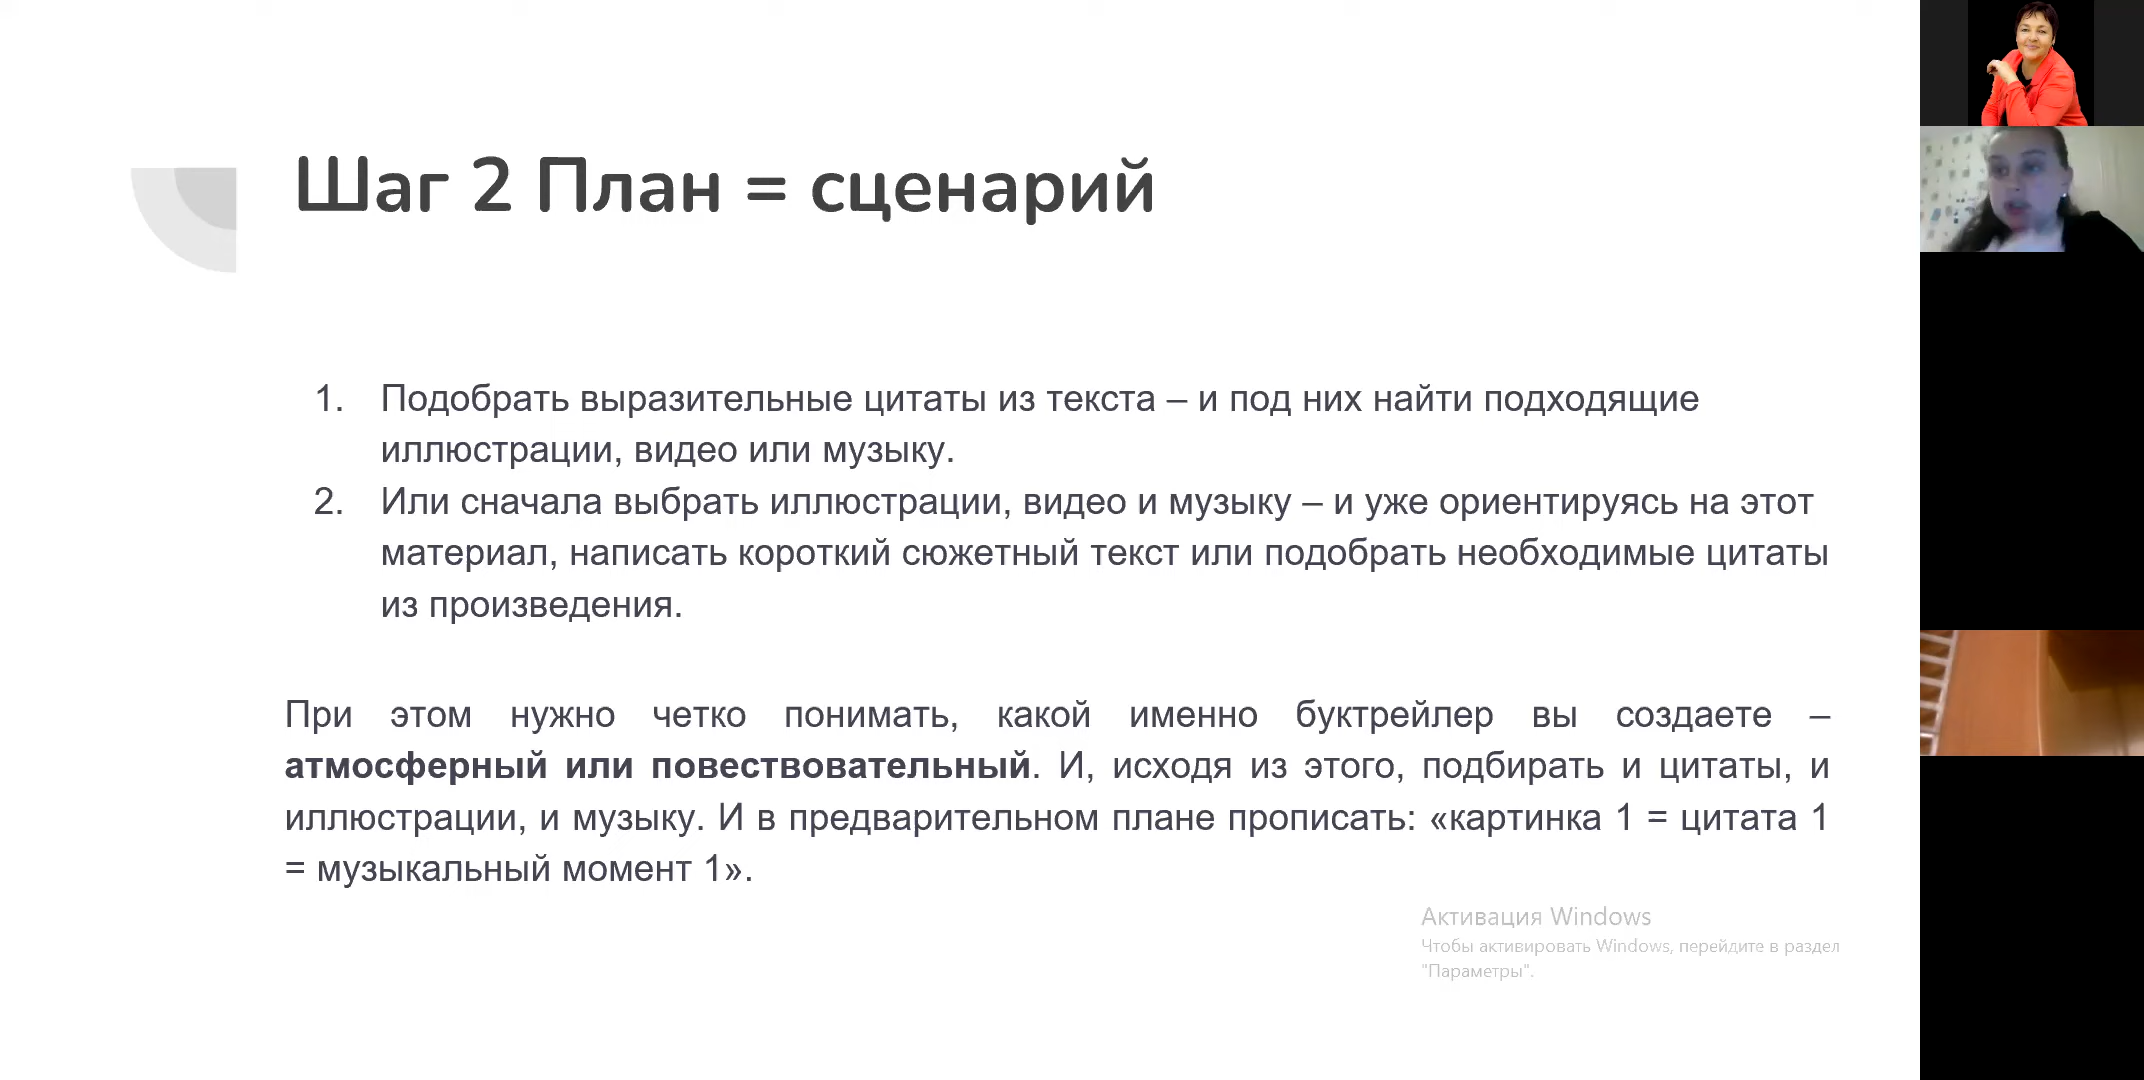 Шаг 2 План = сценарий
1. Подобрать выразительные цитаты из текста – и под них найти подходящие
иллюстрации, видео или музыку.
2. Или сначала выбрать иллюстрации, видео и музыку – и уже ориентируясь на этот
материал, написать короткий сюжетный текст или подобрать необходимые цитаты
из произведения.
При этом нужно четко понимать, какой именно буктрейлер вы создаете –
атмосферный или повествовательный. И, исходя из этого, подбирать и цитаты, и
иллюстрации, и музыку. И в предварительном плане прописать: «картинка 1 = цитата 1
= музыкальный момент 1».
Активация Windows
Чтобы активировать Windows, перейдите в раздел
"Параметры".